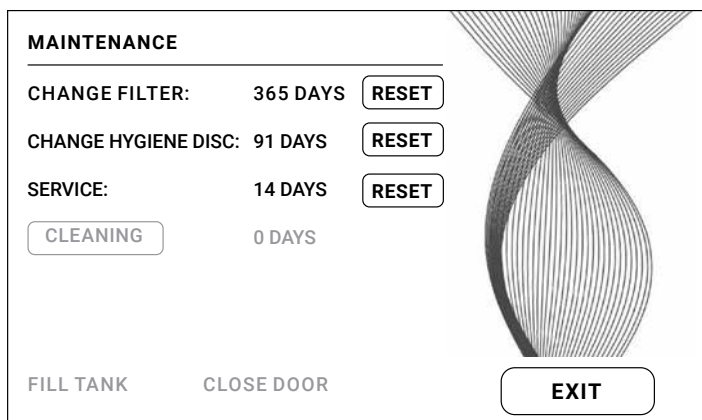 MAINTENANCE
CHANGE FILTER: 365 DAYS RESET
CHANGE HYGIENE DISC: 91 DAYS RESET
SERVICE: 14 DAYS RESET
CLEANING 0 DAYS
FILL TANK CLOSE DOOR EXIT